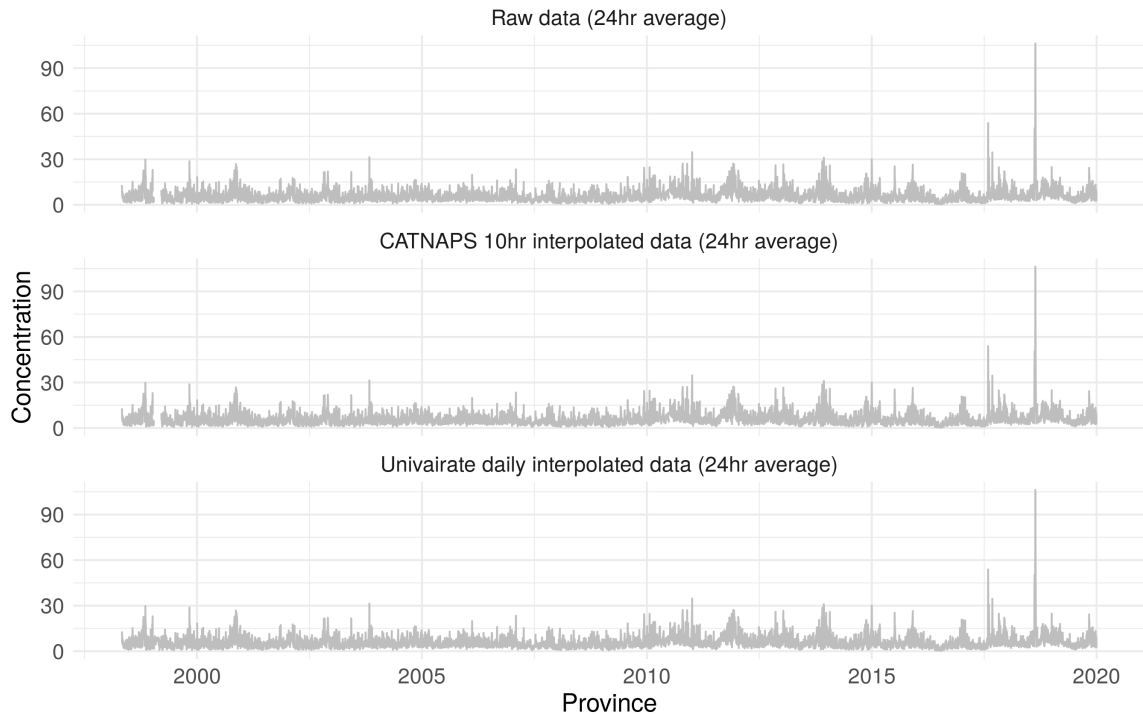 Raw data (24hr average)
90
60
30
0
CATNAPS 10hr interpolated data (24hr average)
90
60
30
0
Concentration
Univairate daily interpolated data (24hr average)
90
60
30
0
2000 2005 2010 2015 2020
Province